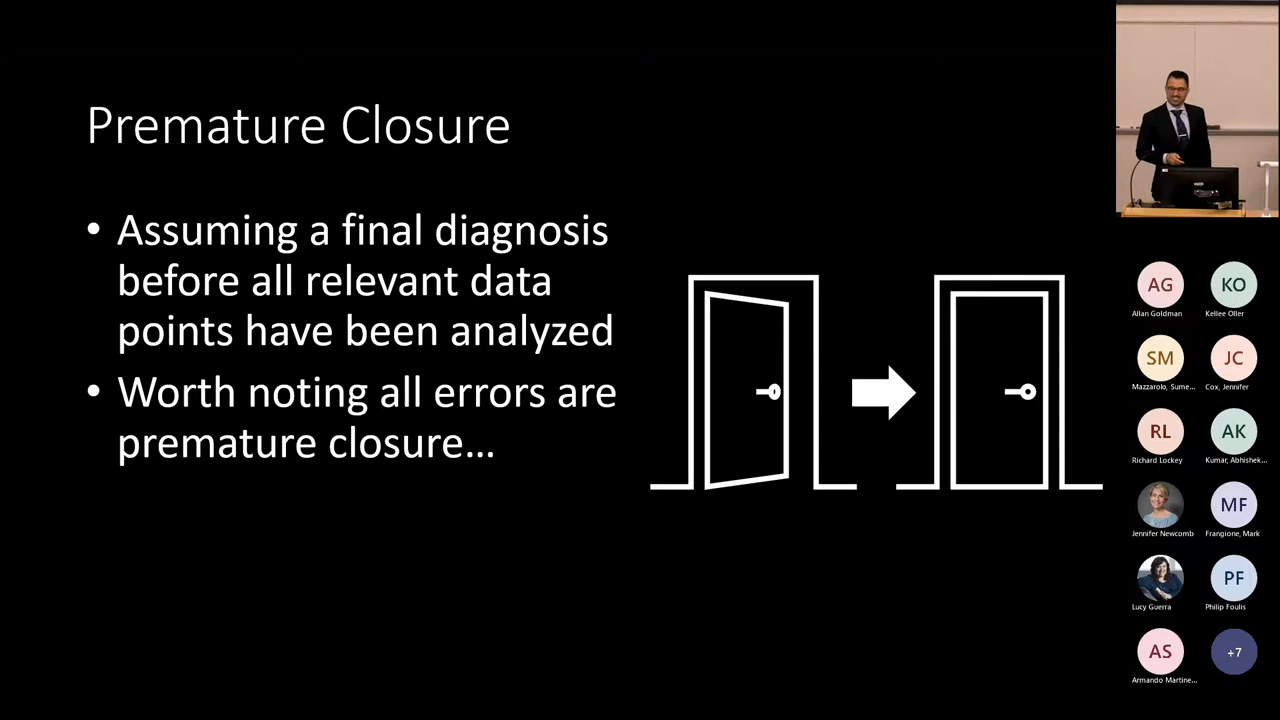 Premature Closure
• Assuming a final diagnosis
before all relevant data
points have been analyzed
• Worth noting all errors are
premature closure…
AG
KO
Allan Goldman
Kellee Oller
SM
JC
Mazzarolo, Sume...
Cox, Jennifer
RL
AK
Richard Lockey
Kumar, Abhishek...
MF
Jennifer Newcomb
Frangione, Mark
PF
Lucy Guerra
Philip Foulis
AS
+7
Armando Martine...